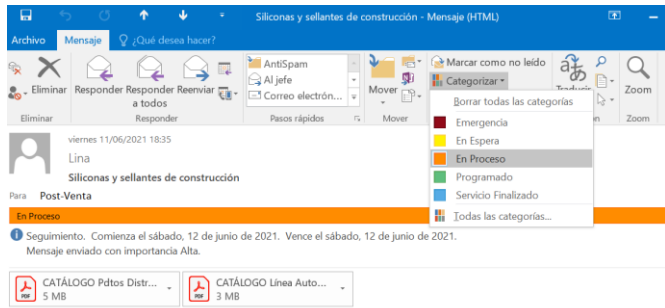 Siliconas y sellantes de construcción - Mensaje (HTML)
Archivo Mensaje ¿Qué desea hacer?
Eliminar
Responder
Responder a todos
Reenviar
Eliminar
Responder
AntiSpam
Al jefe
Correo electrón...
Pasos rápidos
Mover
Mover
Marcar como no leído
Categorizar
Borrar todas las categorías
Emergencia
En Espera
En Proceso
Programado
Servicio Finalizado
Todas las categorías...
Zoom
Zoom
viernes 11/06/2021 18:35
Lina
Siliconas y sellantes de construcción
Para Post-Venta
En Proceso
Seguimiento. Comienza el sábado, 12 de junio de 2021. Vence el sábado, 12 de junio de 2021.
Mensaje enviado con importancia Alta.
CATÁLOGO Pdtos Distr...
PDF 5 MB
CATÁLOGO Línea Auto...
PDF 3 MB